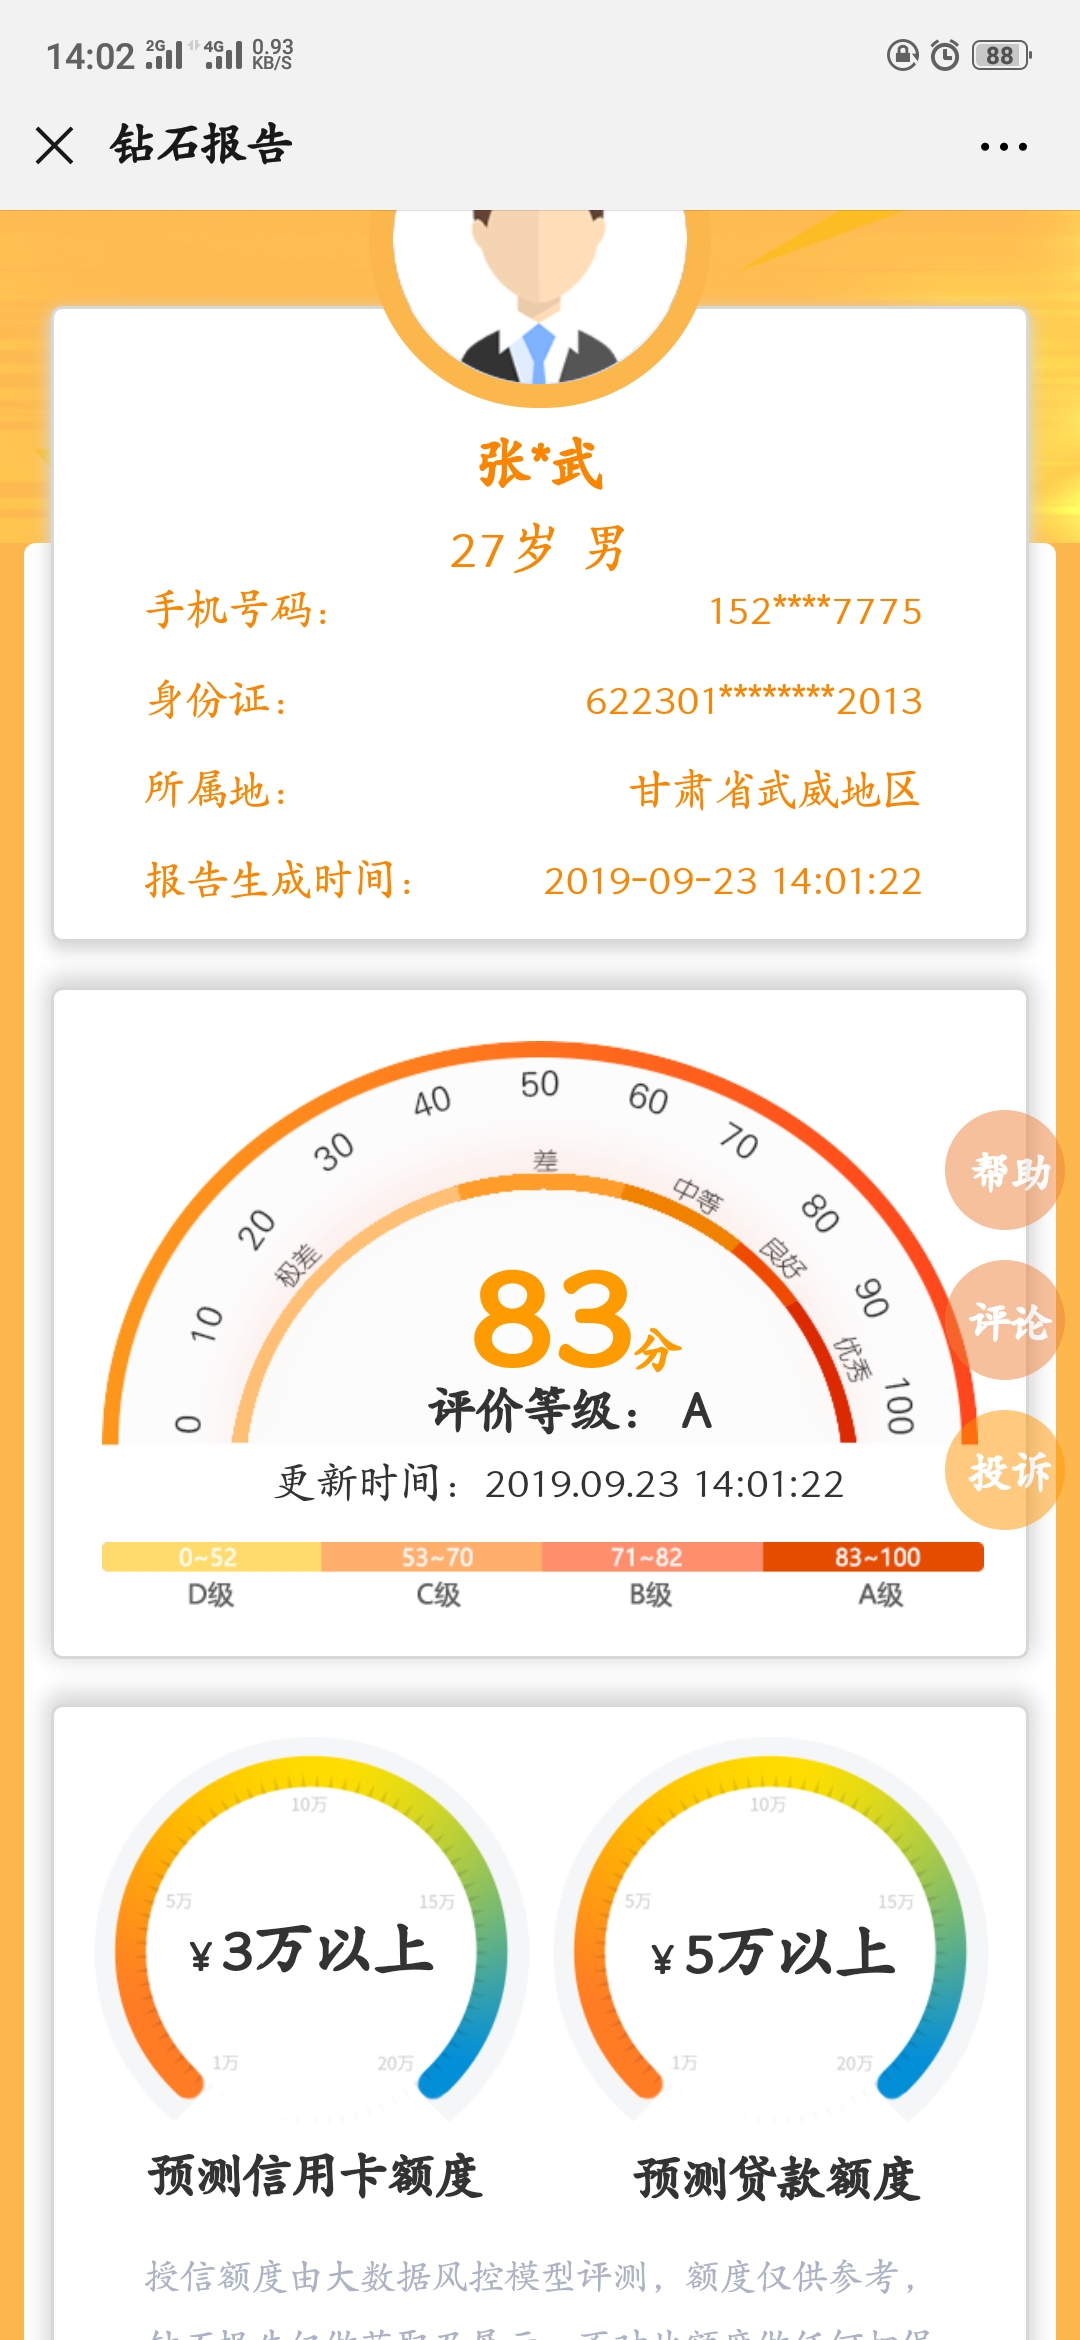 14:02 2G 4G 0.93 KB/S 88
钻石报告
张*武
27岁 男
手机号码： 152****7775
身份证： 622301********2013
所属地： 甘肃省武威地区
报告生成时间： 2019-09-23 14:01:22
0 10 20 30 40 50 60 70 80 90 100
极差 差 中等 良好 优秀
帮助
评论
投诉
83分
评价等级： A
更新时间：2019.09.23 14:01:22
0~52 53~70 71~82 83~100
D级 C级 B级 A级
10万 10万
5万 15万 5万 15万
¥3万以上 ¥5万以上
1万 20万 1万 20万
预测信用卡额度 预测贷款额度
授信额度由大数据风控模型评测，额度仅供参考，